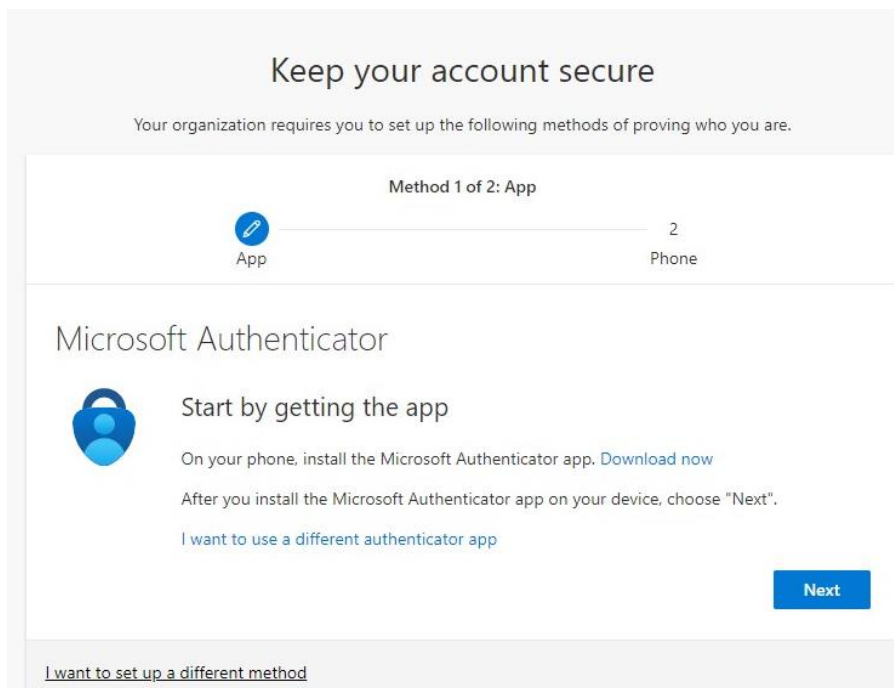 Keep your account secure
Your organization requires you to set up the following methods of proving who you are.
Method 1 of 2: App
App
2
Phone
Microsoft Authenticator
Start by getting the app
On your phone, install the Microsoft Authenticator app. Download now
After you install the Microsoft Authenticator app on your device, choose "Next".
I want to use a different authenticator app
Next
I want to set up a different method